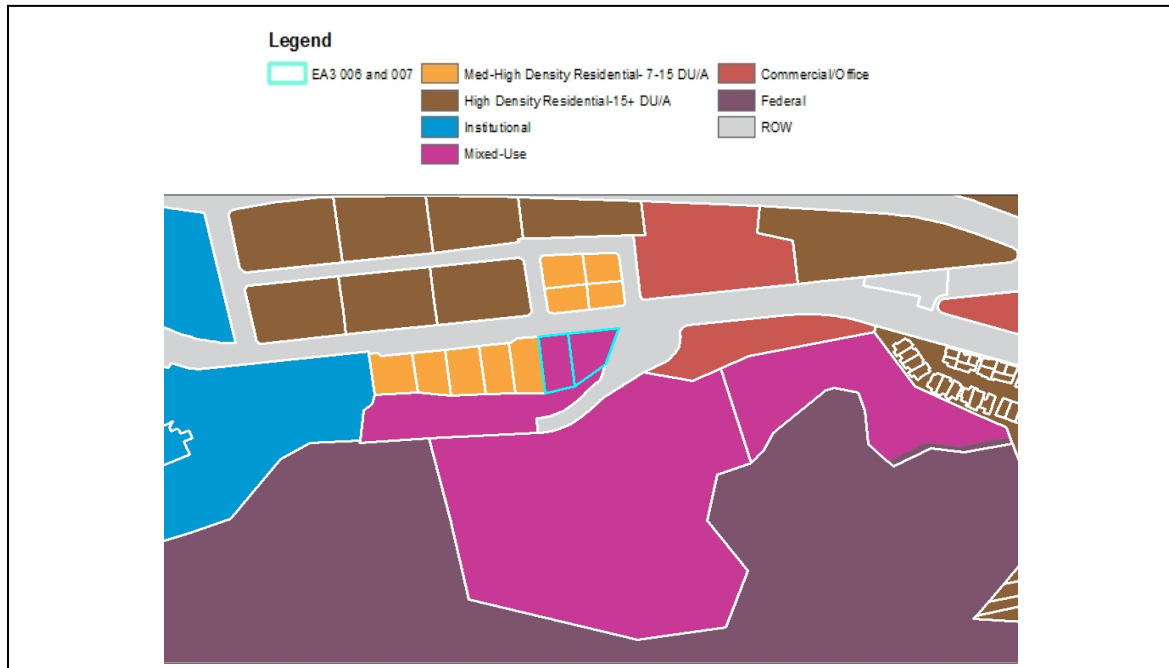 Legend
EA3 006 and 007
Med-High Density Residential- 7-15 DU/A
High Density Residential-15+ DU/A
Institutional
Mixed-Use
Commercial/Office
Federal
ROW